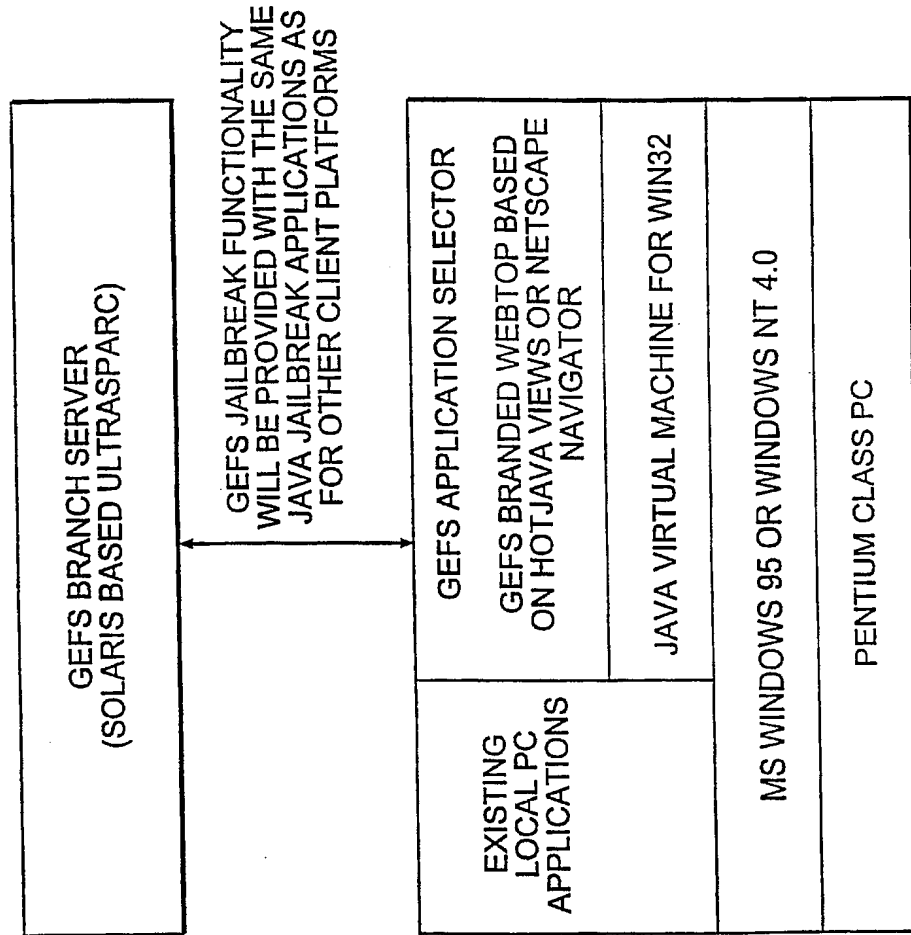 GEFS BRANCH SERVER
(SOLARIS BASED ULTRASPARC)
GEFS JAILBREAK FUNCTIONALITY
WILL BE PROVIDED WITH THE SAME
JAVA JAILBREAK APPLICATIONS AS
FOR OTHER CLIENT PLATFORMS
EXISTING
LOCAL PC
APPLICATIONS
GEFS APPLICATION SELECTOR
GEFS BRANDED WEBTOP BASED
ON HOTJAVA VIEWS OR NETSCAPE
NAVIGATOR
JAVA VIRTUAL MACHINE FOR WIN32
MS WINDOWS 95 OR WINDOWS NT 4.0
PENTIUM CLASS PC